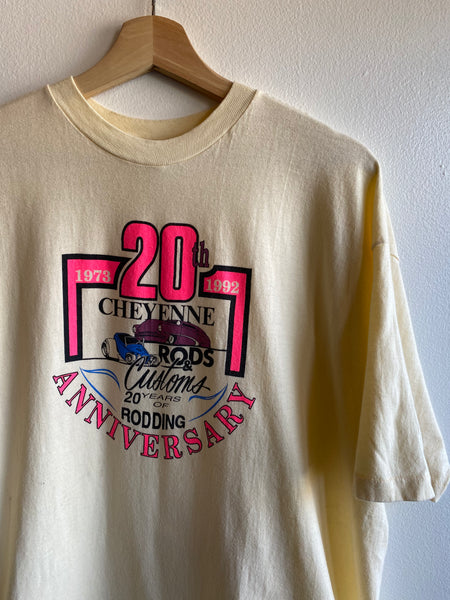 20th
1973 1992
CHEYENNE
RODS
&
Customs
20 YEARS
OF
RODDING
ANNIVERSARY